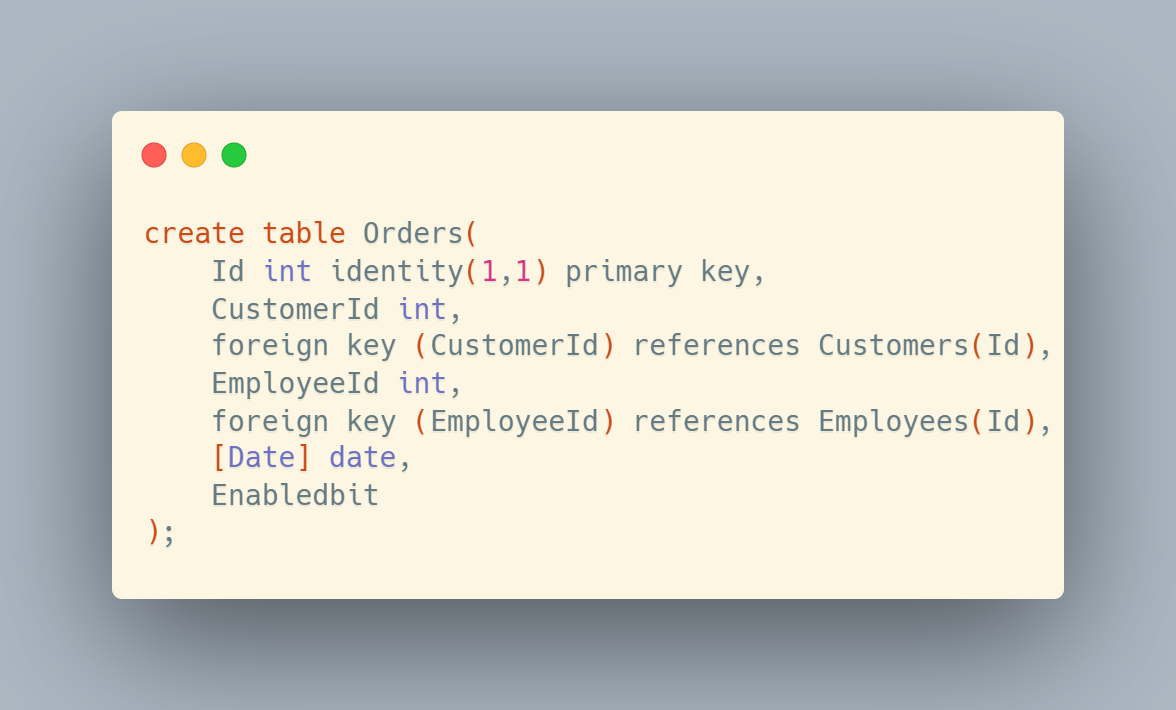 create table Orders(
    Id int identity(1,1) primary key,
    CustomerId int,
    foreign key (CustomerId) references Customers(Id),
    EmployeeId int,
    foreign key (EmployeeId) references Employees(Id),
    [Date] date,
    Enabledbit
);